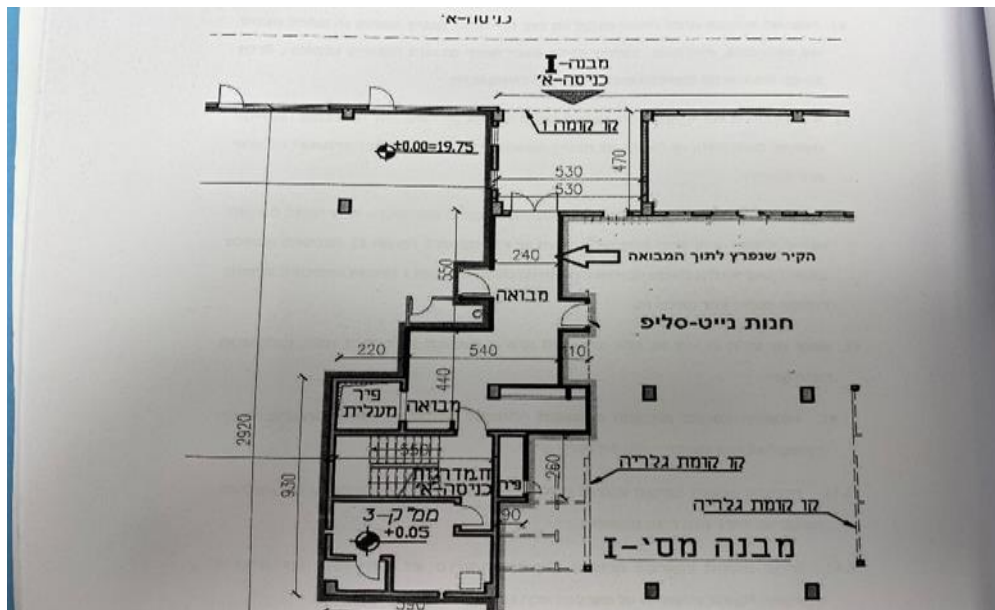 כניסה-א'
מבנה-I
כניסה-א'
קו קומה 1
±0.00=19.75
470
530
530
550
240
הקיר שנפרץ לתוך המבואה
מבואה
חנות נייט-סליפ
220
540
110
440
פיר
מעלית
מבואה
2920
930
550
ח.מדרגות
כניסה-א'
פיר
260
קו קומת גלריה
קו קומת גלריה
ממ"ק-3
+0.05
90
מבנה מס'-I
590